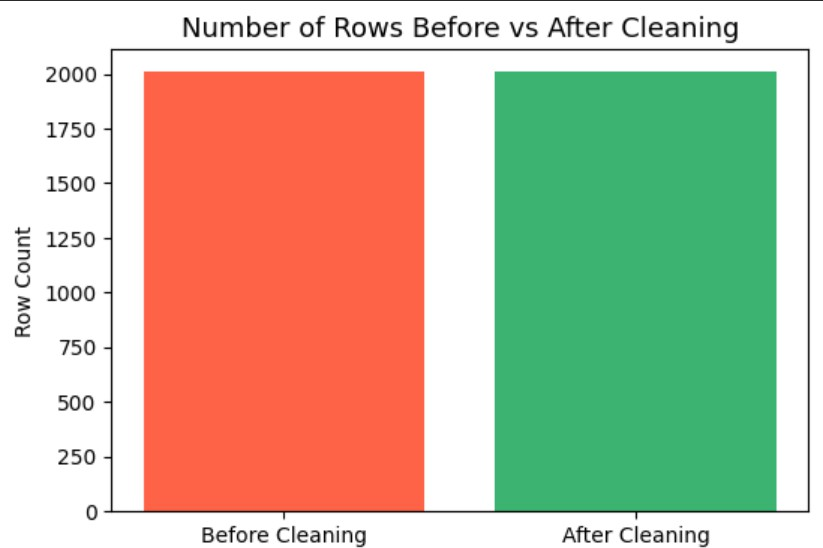 Number of Rows Before vs After Cleaning
Row Count
2000
1750
1500
1250
1000
750
500
250
0
Before Cleaning
After Cleaning